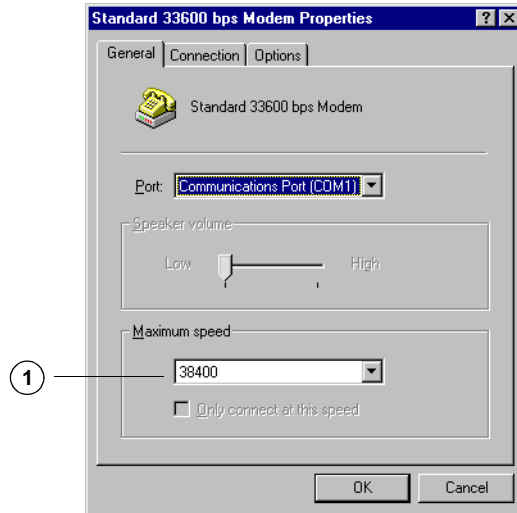 Standard 33600 bps Modem Properties
General Connection Options
Standard 33600 bps Modem
Port: Communications Port (COM1)
Speaker volume
Low High
Maximum speed
1
38400
Only connect at this speed
OK Cancel